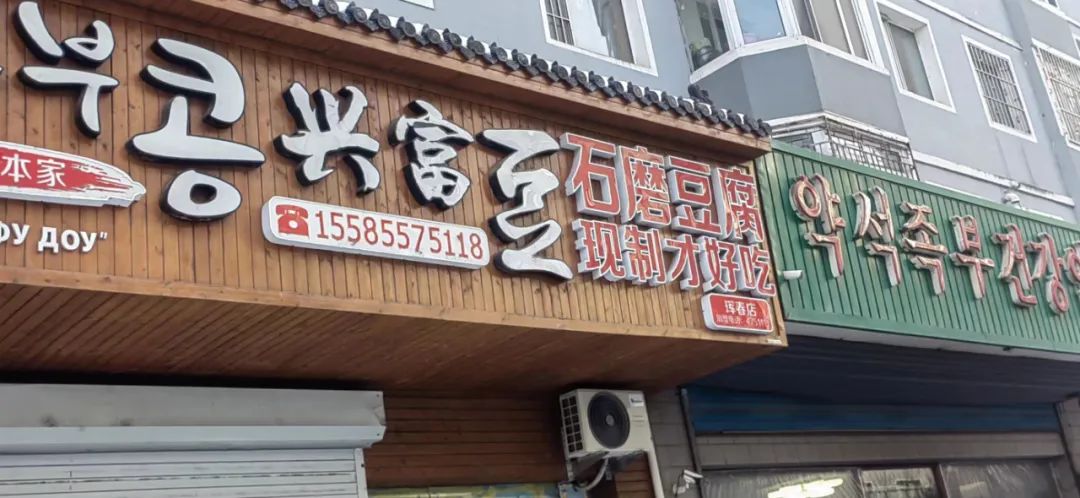 부콩兴富豆
本家
ФУ ДОУ"
☎15585575118
石磨豆腐
现制才好吃
珲春店
약석족부건강